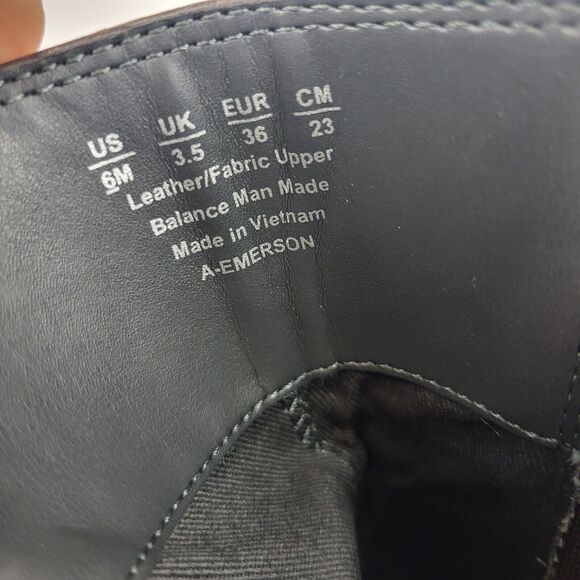 US UK EUR CM
6M 3.5 36 23
Leather/Fabric Upper
Balance Man Made
Made in Vietnam
A-EMERSON